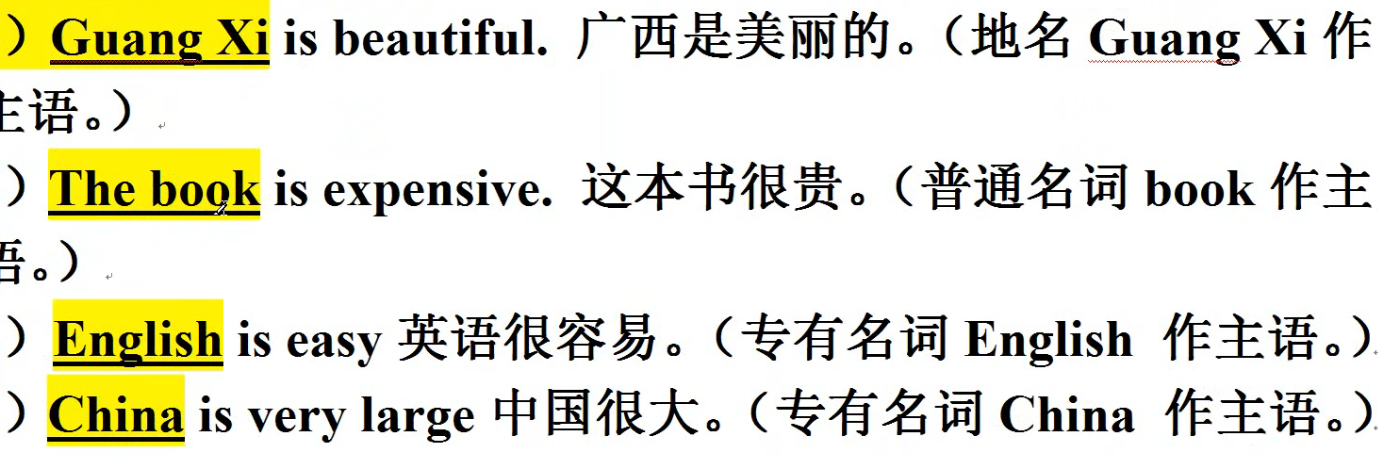 ）Guang Xi is beautiful. 广西是美丽的。（地名 Guang Xi 作
主语。）
）The book is expensive. 这本书很贵。（普通名词 book 作主
语。）
）English is easy 英语很容易。（专有名词 English 作主语。）
）China is very large 中国很大。（专有名词 China 作主语。）